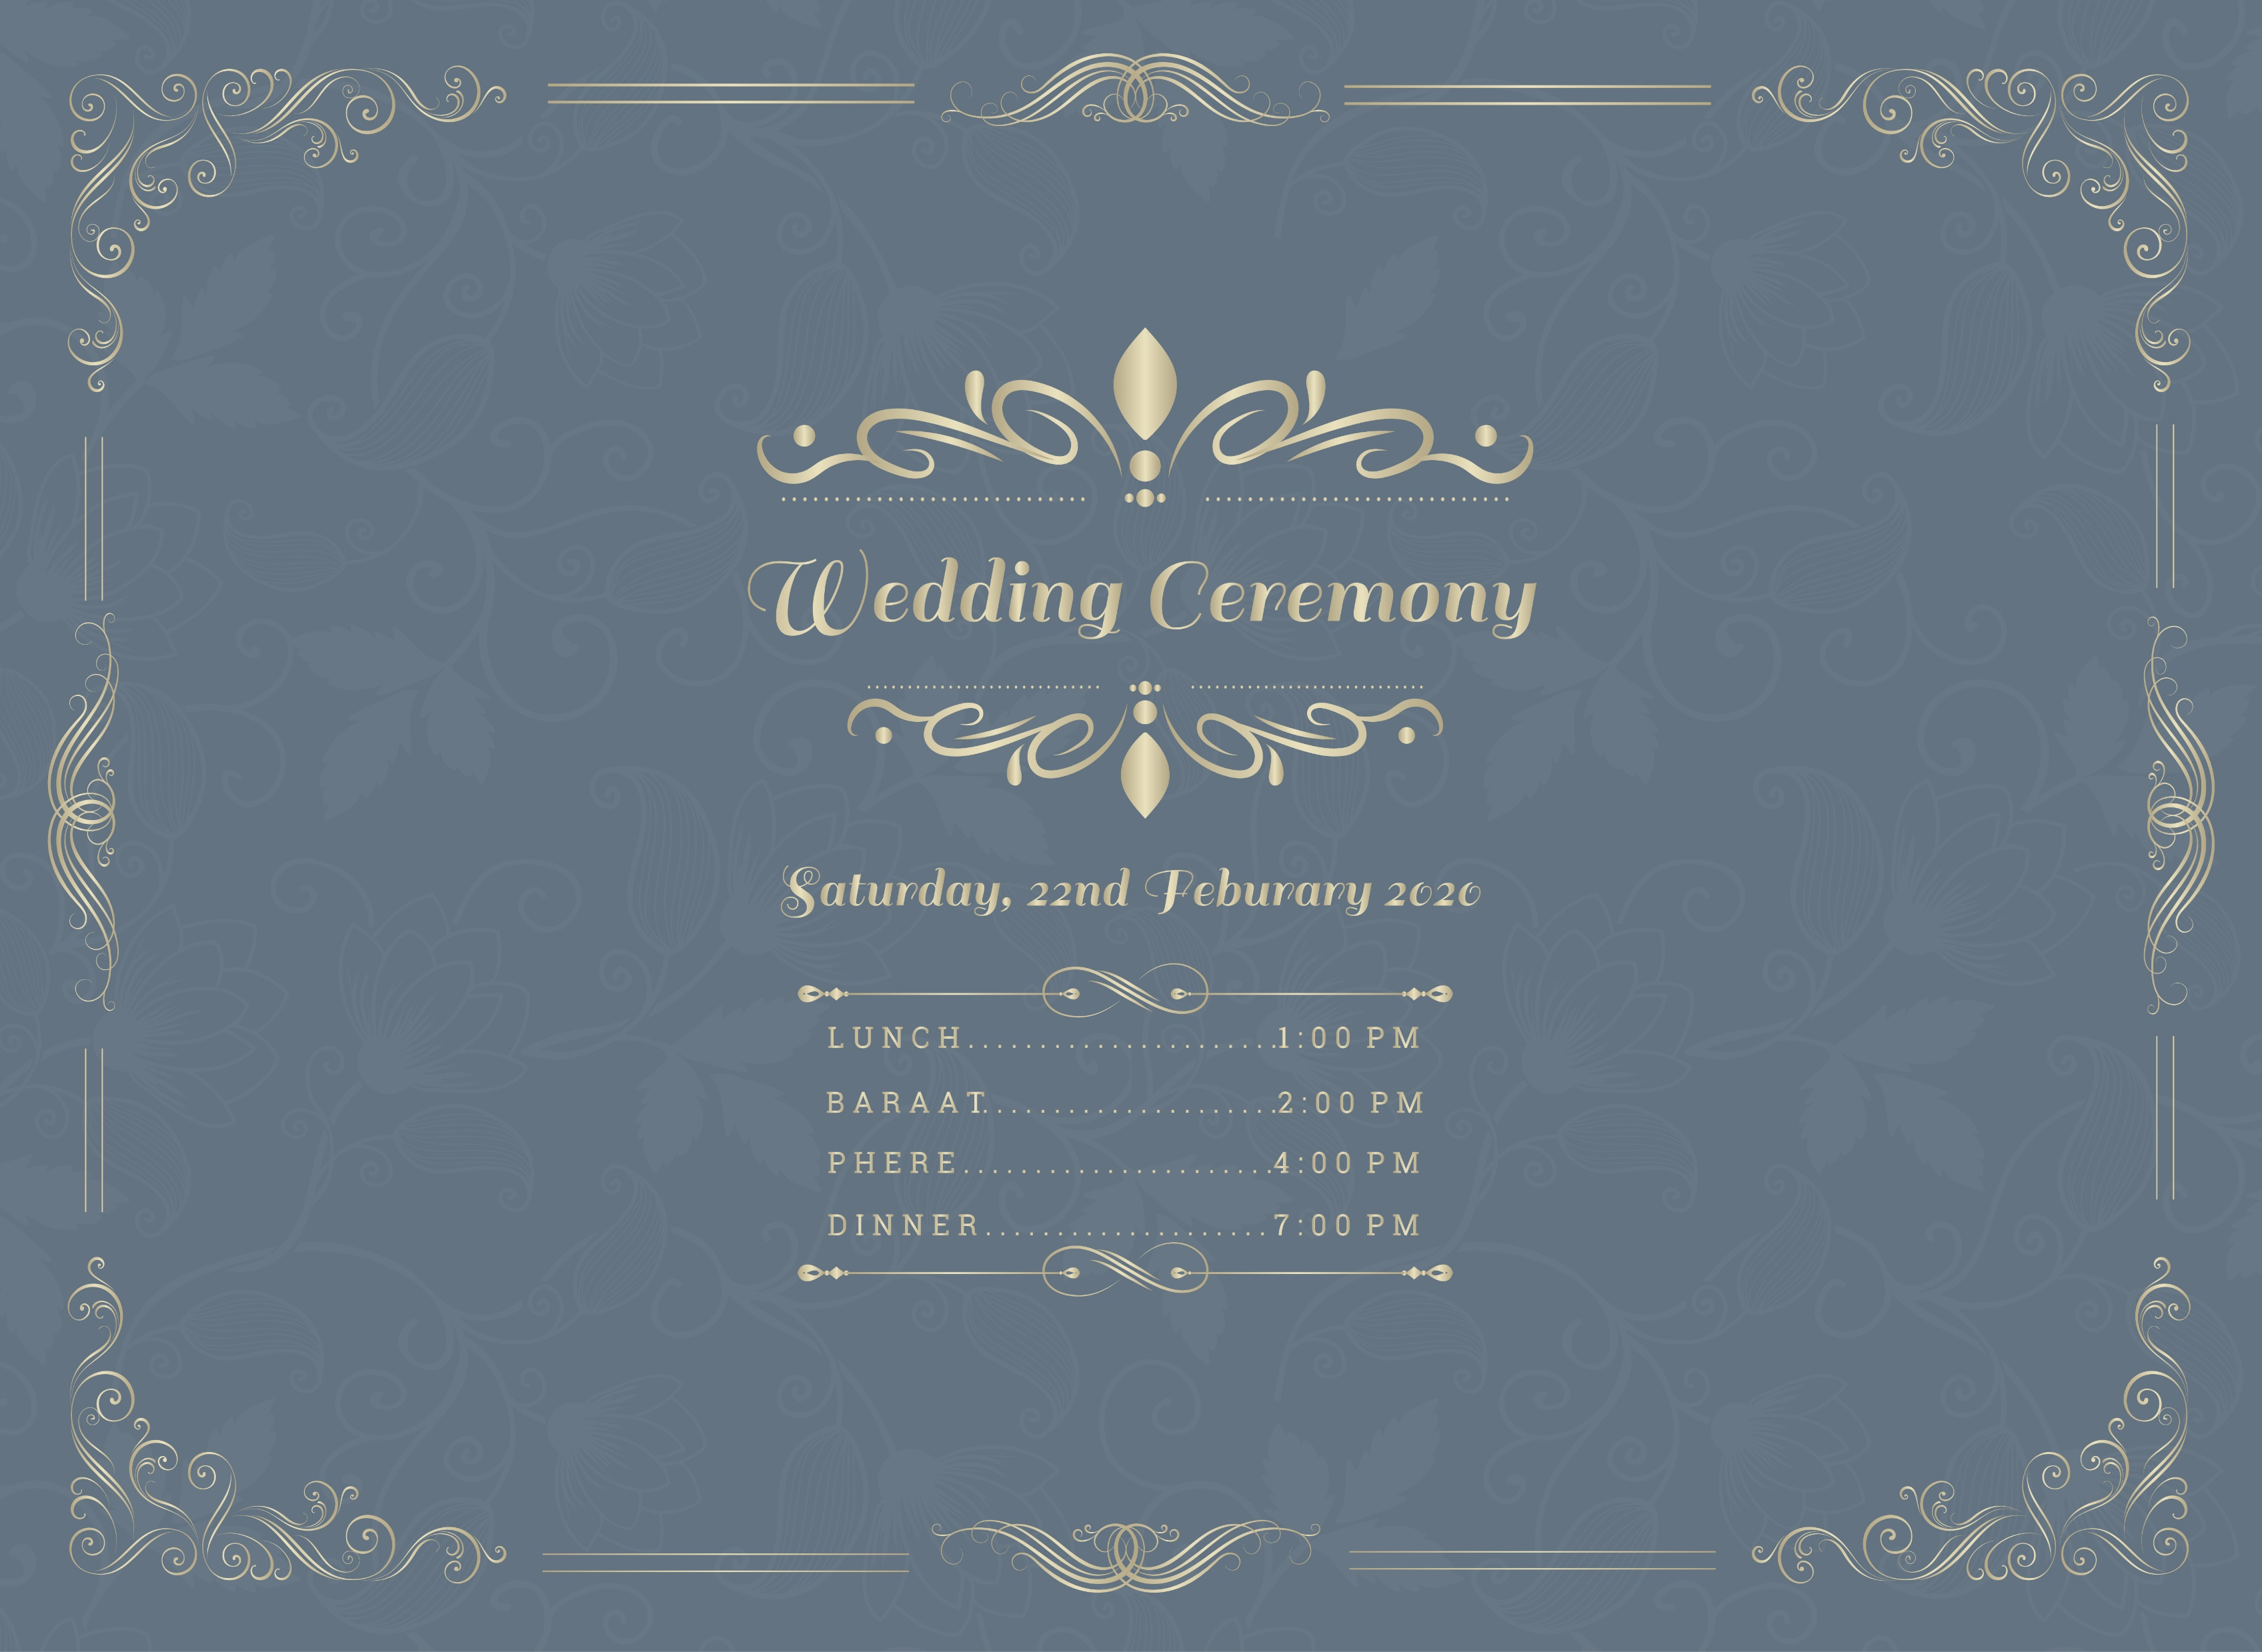 Wedding Ceremony
Saturday, 22nd Feburary 2020
LUNCH......................1:00 PM
BARAAT.....................2:00 PM
PHERE......................4:00 PM
DINNER....................7:00 PM